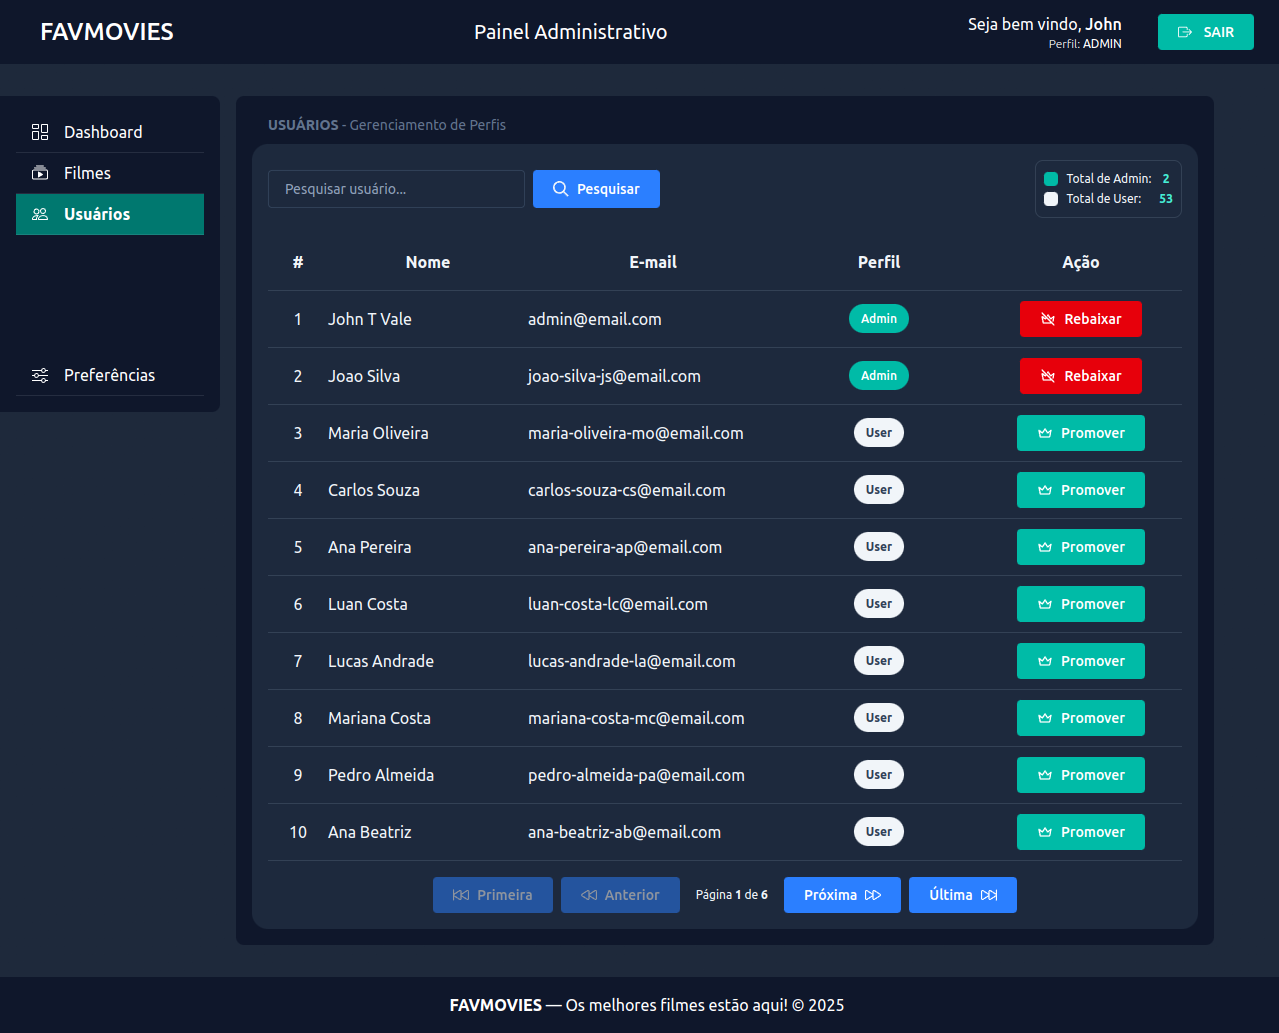 FAVMOVIES
Painel Administrativo
Seja bem vindo, John
Perfil: ADMIN
SAIR
Dashboard
Filmes
Usuários
Preferências
USUÁRIOS - Gerenciamento de Perfis
Pesquisar usuário...
Pesquisar
Total de Admin: 2
Total de User: 53
# Nome E-mail Perfil Ação
1 John T Vale admin@email.com Admin Rebaixar
2 Joao Silva joao-silva-js@email.com Admin Rebaixar
3 Maria Oliveira maria-oliveira-mo@email.com User Promover
4 Carlos Souza carlos-souza-cs@email.com User Promover
5 Ana Pereira ana-pereira-ap@email.com User Promover
6 Luan Costa luan-costa-lc@email.com User Promover
7 Lucas Andrade lucas-andrade-la@email.com User Promover
8 Mariana Costa mariana-costa-mc@email.com User Promover
9 Pedro Almeida pedro-almeida-pa@email.com User Promover
10 Ana Beatriz ana-beatriz-ab@email.com User Promover
Primeira Anterior Página 1 de 6 Próxima Última
FAVMOVIES — Os melhores filmes estão aqui! © 2025